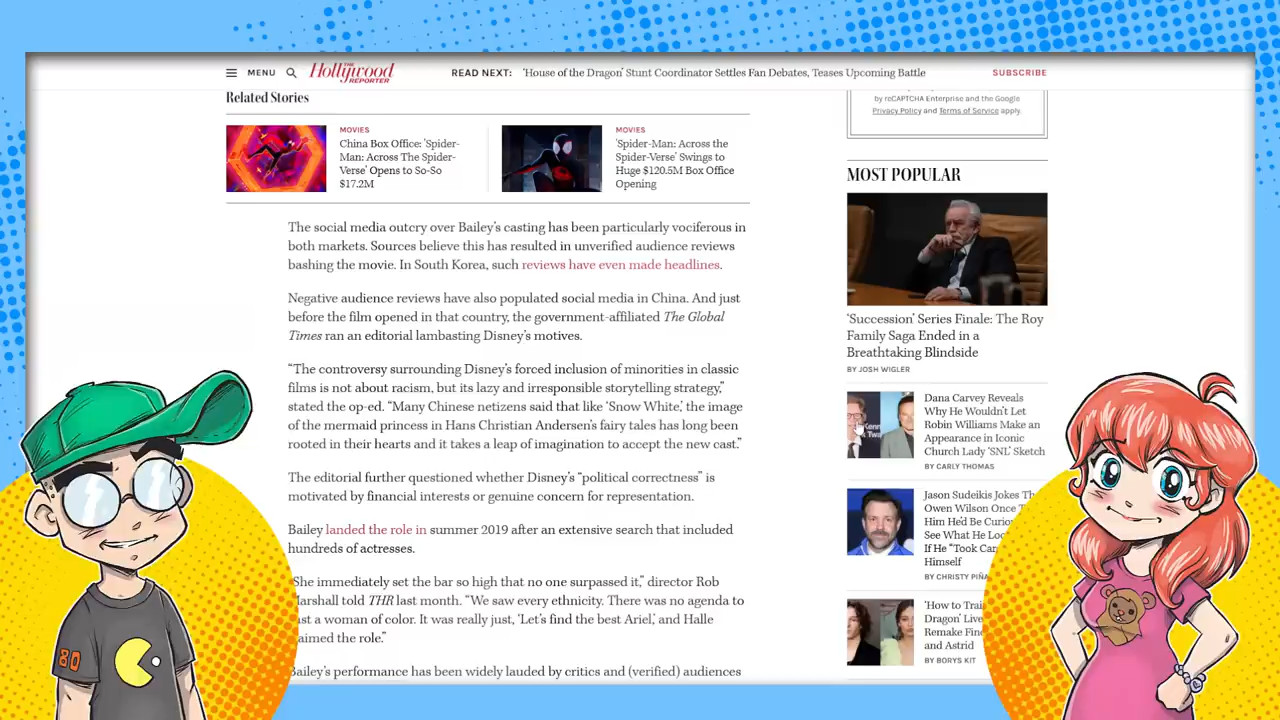 MENU
THE
Hollywood
REPORTER
READ NEXT: 'House of the Dragon' Stunt Coordinator Settles Fan Debates, Teases Upcoming Battle
SUBSCRIBE
Related Stories
MOVIES
China Box Office: 'Spider-
Man: Across The Spider-
Verse' Opens to So-So
$17.2M
MOVIES
'Spider-Man: Across the
Spider-Verse' Swings to
Huge $120.5M Box Office
Opening
The social media outcry over Bailey's casting has been particularly vociferous in
both markets. Sources believe this has resulted in unverified audience reviews
bashing the movie. In South Korea, such reviews have even made headlines.
Negative audience reviews have also populated social media in China. And just
before the film opened in that country, the government-affiliated The Global
Times ran an editorial lambasting Disney's motives.
"The controversy surrounding Disney's forced inclusion of minorities in classic
films is not about racism, but its lazy and irresponsible storytelling strategy,"
stated the op-ed. "Many Chinese netizens said that like 'Snow White,' the image
of the mermaid princess in Hans Christian Andersen's fairy tales has long been
rooted in their hearts and it takes a leap of imagination to accept the new cast."
The editorial further questioned whether Disney's "political correctness" is
motivated by financial interests or genuine concern for representation.
Bailey landed the role in summer 2019 after an extensive search that included
hundreds of actresses.
She immediately set the bar so high that no one surpassed it," director Rob
arshall told THR last month. "We saw every ethnicity. There was no agenda to
st a woman of color. It was really just, 'Let's find the best Ariel,' and Halle
aimed the role."
Bailey's performance has been widely lauded by critics and (verified) audiences
by reCAPTCHA Enterprise and the Google
Privacy Policy and Terms of Service apply.
MOST POPULAR
'Succession' Series Finale: The Roy
Family Saga Ended in a
Breathtaking Blindside
BY JOSH WIGLER
Dana Carvey Reveals
Why He Wouldn't Let
Robin Williams Make an
Appearance in Iconic
Church Lady 'SNL' Sketch
BY CARLY THOMAS
Jason Sudeikis Jokes Th
Owen Wilson Once T
Him He'd Be Curio
See What He Loo
If He "Took Car
Himself
BY CHRISTY PIÑA
'How to Trai
Dragon' Live
Remake Fin
and Astrid
BY BORYS KIT
80